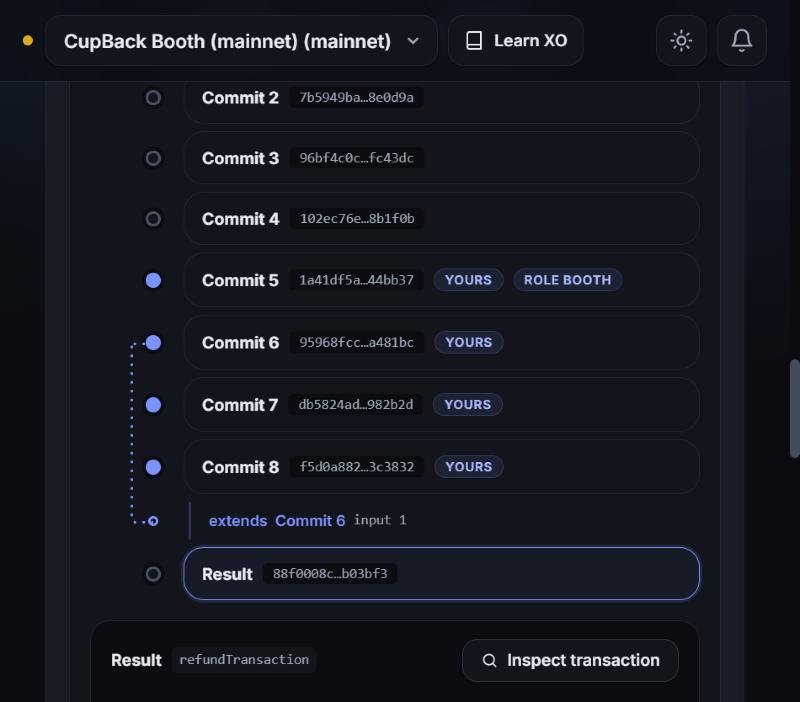 CupBack Booth (mainnet) (mainnet)
Learn XO
Commit 2 7b5949ba…8e0d9a
Commit 3 96bf4c0c…fc43dc
Commit 4 102ec76e…8b1f0b
Commit 5 1a41df5a…44bb37 YOURS ROLE BOOTH
Commit 6 95968fcc…a481bc YOURS
Commit 7 db5824ad…982b2d YOURS
Commit 8 f5d0a882…3c3832 YOURS
extends Commit 6 input 1
Result 88f0008c…b03bf3
Result refundTransaction Inspect transaction